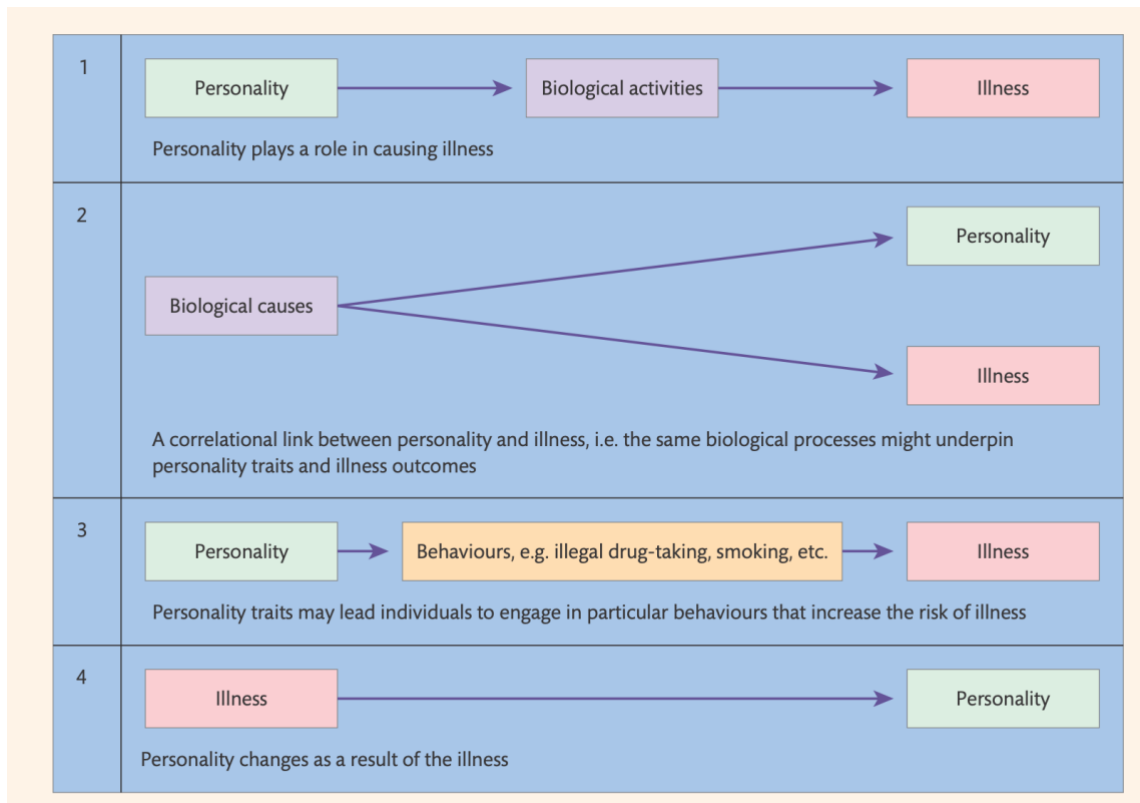 1
Personality
Biological activities
Illness
Personality plays a role in causing illness
2
Personality
Biological causes
Illness
A correlational link between personality and illness, i.e. the same biological processes might underpin
personality traits and illness outcomes
3
Personality
Behaviours, e.g. illegal drug-taking, smoking, etc.
Illness
Personality traits may lead individuals to engage in particular behaviours that increase the risk of illness
4
Illness
Personality
Personality changes as a result of the illness